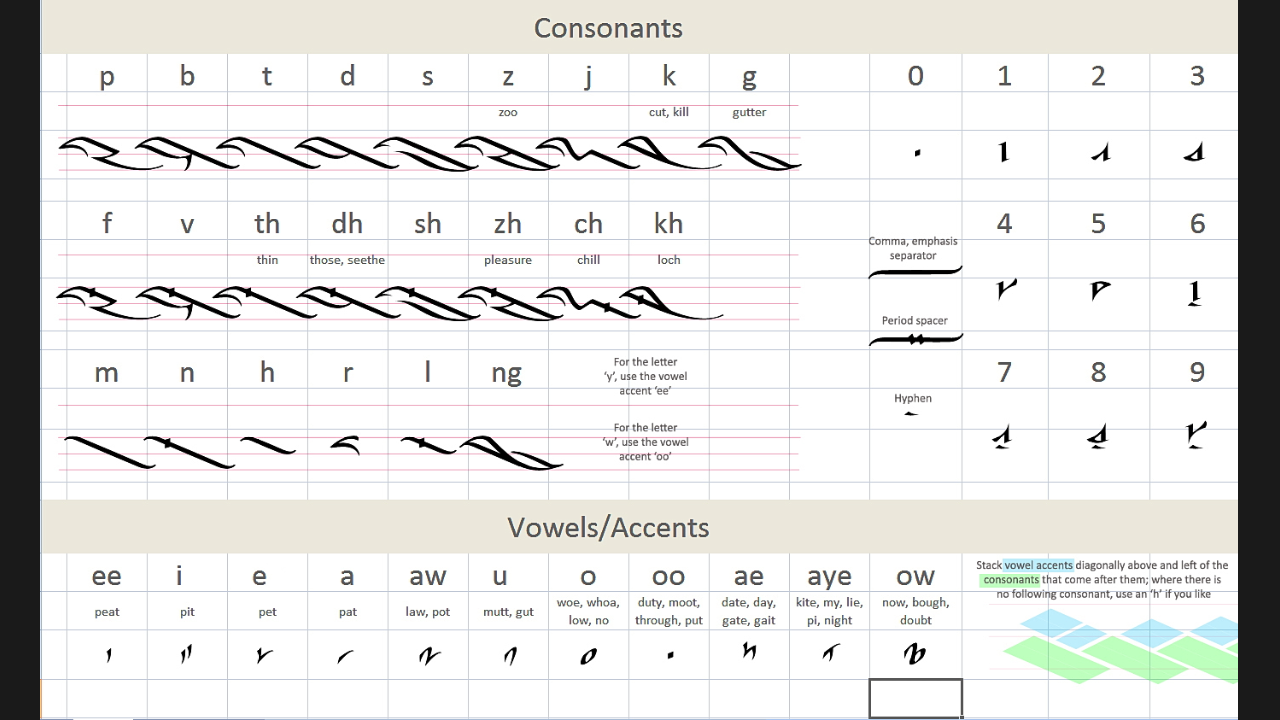 Consonants
p b t d s z j k g 0 1 2 3
zoo cut, kill gutter
f v th dh sh zh ch kh 4 5 6
thin those, seethe pleasure chill loch
Comma, emphasis
separator
Period spacer
m n h r l ng 7 8 9
For the letter
‘y’, use the vowel
accent ‘ee’
Hyphen
For the letter
‘w’, use the vowel
accent ‘oo’
Vowels/Accents
ee i e a aw u o oo ae aye ow
peat pit pet pat law, pot mutt, gut woe, whoa, low, no duty, moot, through, put date, day, gate, gait kite, my, lie, pi, night now, bough, doubt
Stack vowel accents diagonally above and left of the
consonants that come after them; where there is
no following consonant, use an ‘h’ if you like